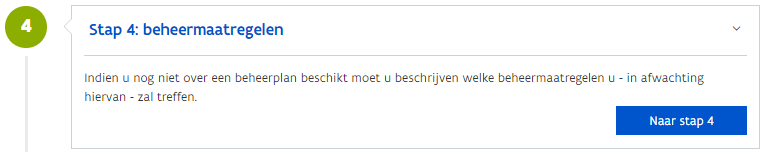 4
Stap 4: beheermaatregelen
Indien u nog niet over een beheerplan beschikt moet u beschrijven welke beheermaatregelen u - in afwachting
hiervan - zal treffen.
Naar stap 4